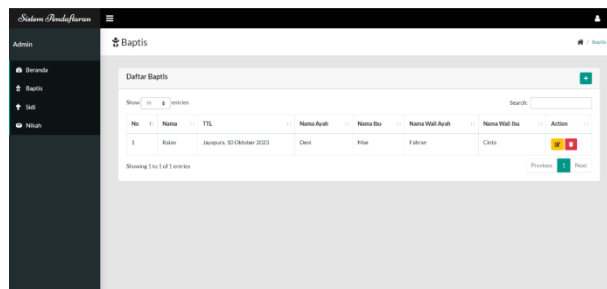 Sistem Pendaftaran
Admin
Beranda
Baptis
Sidi
Nikah
Baptis
/ Baptis
Daftar Baptis
Show 10 entries
Search:
No Nama TTL Nama Ayah Nama Ibu Nama Wali Ayah Nama Wali Ibu Action
1 Raian Jayapura, 10 Oktober 2023 Deni Mae Fahran Cinta
Showing 1 to 1 of 1 entries
Previous 1 Next